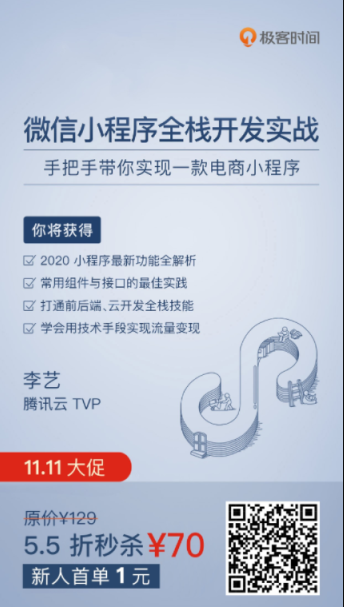 极客时间
微信小程序全栈开发实战
手把手带你实现一款电商小程序
你将获得
2020 小程序最新功能全解析
常用组件与接口的最佳实践
打通前后端、云开发全栈技能
学会用技术手段实现流量变现
李艺
腾讯云 TVP
11.11 大促
原价¥129
5.5 折秒杀 ¥70
新人首单 1 元